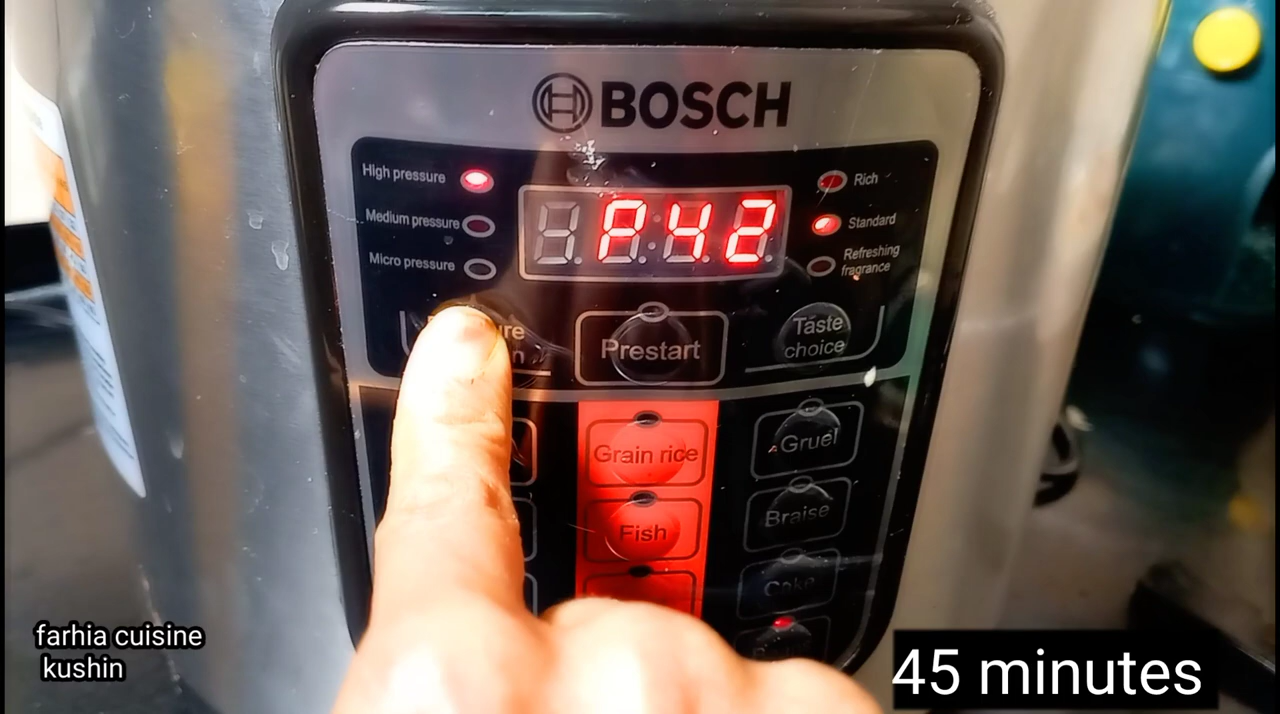 BOSCH
High pressure
Medium pressure
Micro pressure
P42
Rich
Standard
Refreshing
fragrance
Prestart
Taste
choice
Grain rice
Fish
Gruel
Braise
Cake
farhia cuisine
kushin
45 minutes